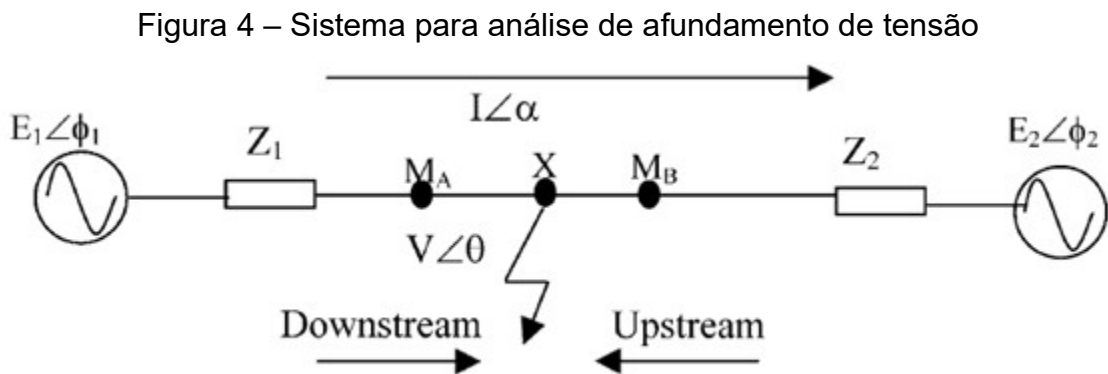 Figura 4 – Sistema para análise de afundamento de tensão
I∠α
E₁∠ϕ₁
Z₁
M_A
X
M_B
Z₂
E₂∠ϕ₂
V∠θ
Downstream
Upstream